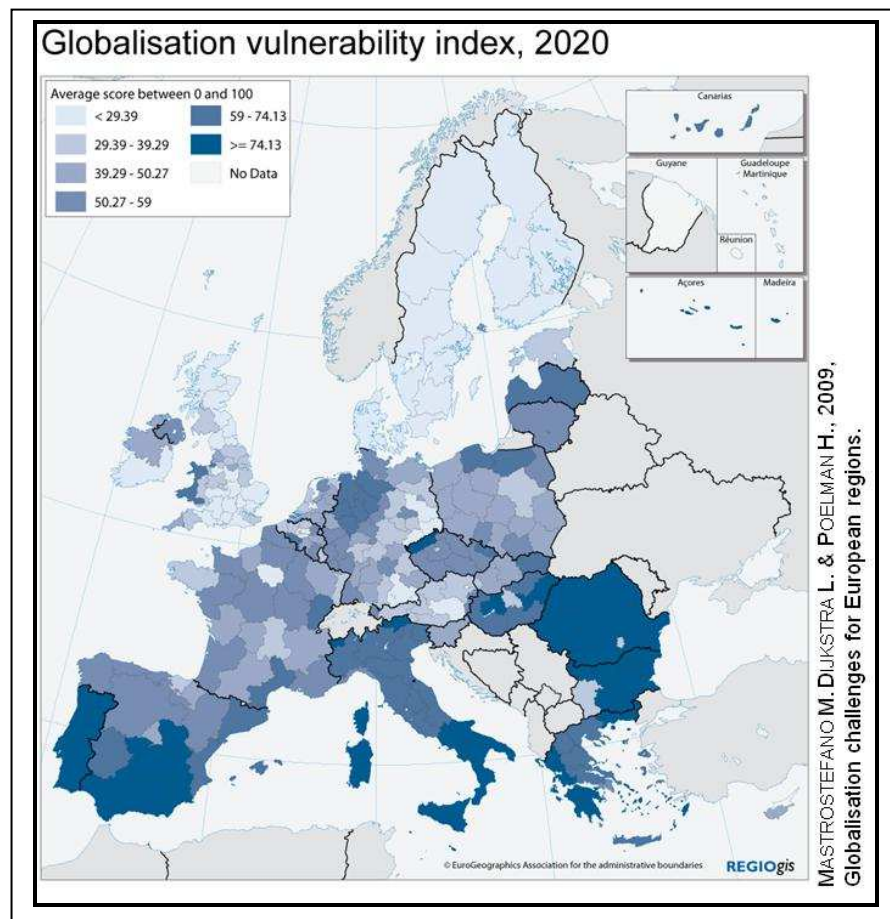 Globalisation vulnerability index, 2020
Average score between 0 and 100
< 29.39
29.39 - 39.29
39.29 - 50.27
50.27 - 59
59 - 74.13
>= 74.13
No Data
Canarias
Guyane
Guadeloupe
Martinique
Réunion
Açores
Madeira
© EuroGeographics Association for the administrative boundaries
REGIOgis
MASTROSTEFANO M. DIJKSTRA L. & POELMAN H., 2009,
Globalisation challenges for European regions.